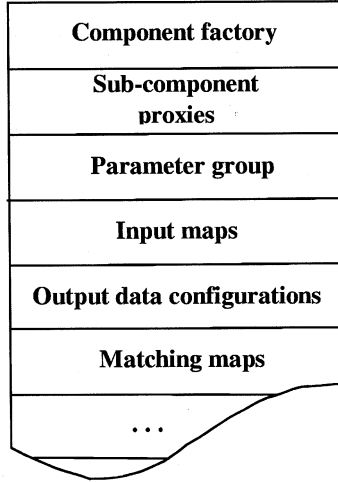 Component factory
Sub-component
proxies
Parameter group
Input maps
Output data configurations
Matching maps
...